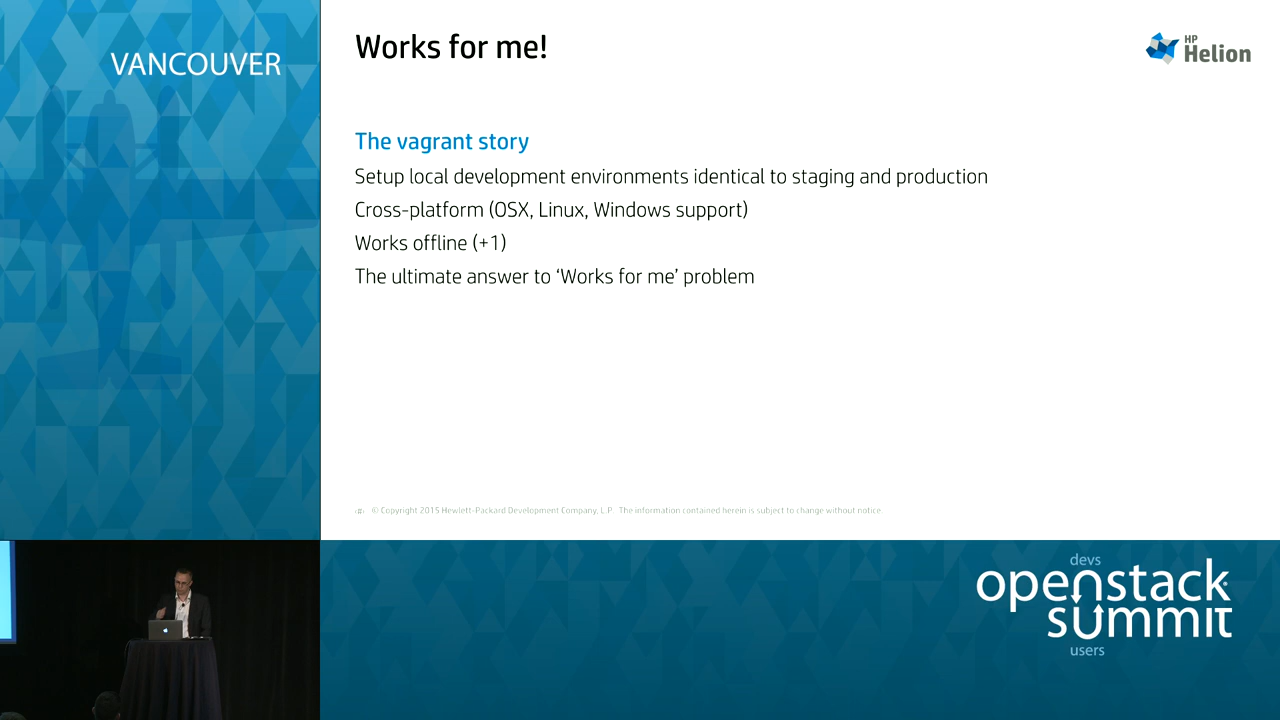 VANCOUVER
Works for me!
HP
Helion
The vagrant story
Setup local development environments identical to staging and production
Cross-platform (OSX, Linux, Windows support)
Works offline (+1)
The ultimate answer to ‘Works for me’ problem
‹#› © Copyright 2015 Hewlett-Packard Development Company, L.P. The information contained herein is subject to change without notice.
devs
openstack
summit
users